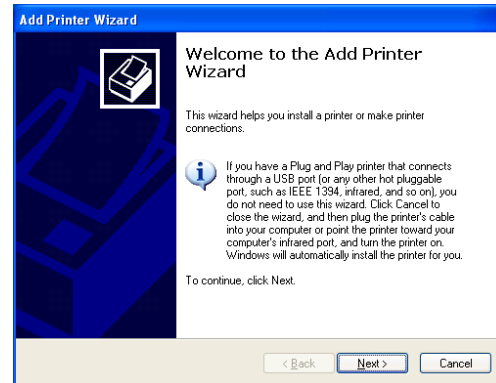 Add Printer Wizard
Welcome to the Add Printer
Wizard
This wizard helps you install a printer or make printer
connections.
If you have a Plug and Play printer that connects
through a USB port (or any other hot pluggable
port, such as IEEE 1394, infrared, and so on), you
do not need to use this wizard. Click Cancel to
close the wizard, and then plug the printer's cable
into your computer or point the printer toward your
computer's infrared port, and turn the printer on.
Windows will automatically install the printer for you.
To continue, click Next.
< Back Next > Cancel